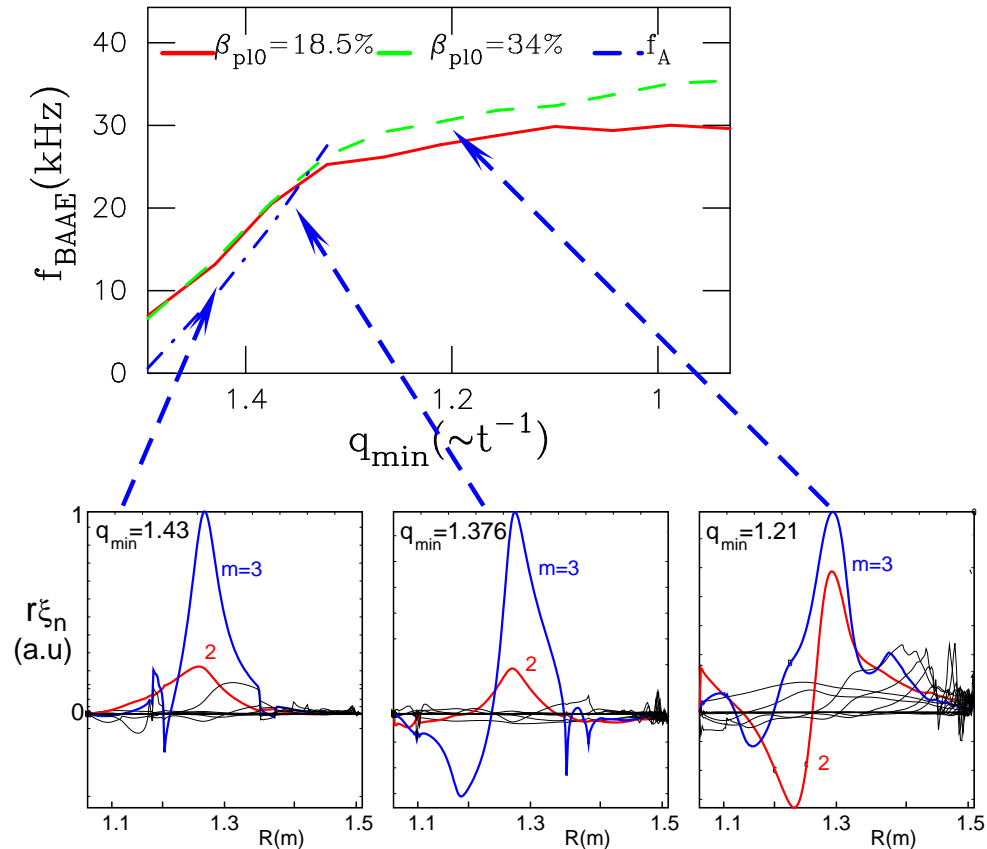 β_pl0=18.5% β_pl0=34% f_A
40
30
20
10
0
f_BAAE(kHz)
1.4 1.2 1
q_min(~t⁻¹)
1 q_min=1.43 q_min=1.376 q_min=1.21
m=3 m=3 m=3
rξ_n
(a.u)
2 2 2
0
1.1 1.3 1.5 1.1 1.3 1.5 1.1 1.3 1.5
R(m) R(m) R(m)